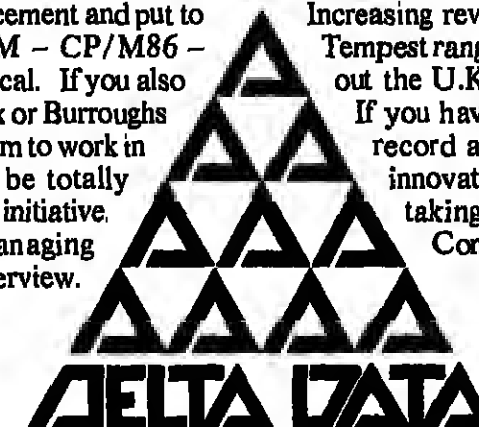 cement and put to
M – CP/M86 –
cal. If you also
x or Burroughs
m to work in
be totally
initiative.
anaging
erview.
Increasing rev
Tempest rang
out the U.K
If you hav
record a
innovat
taking
Con
DELTA DATA